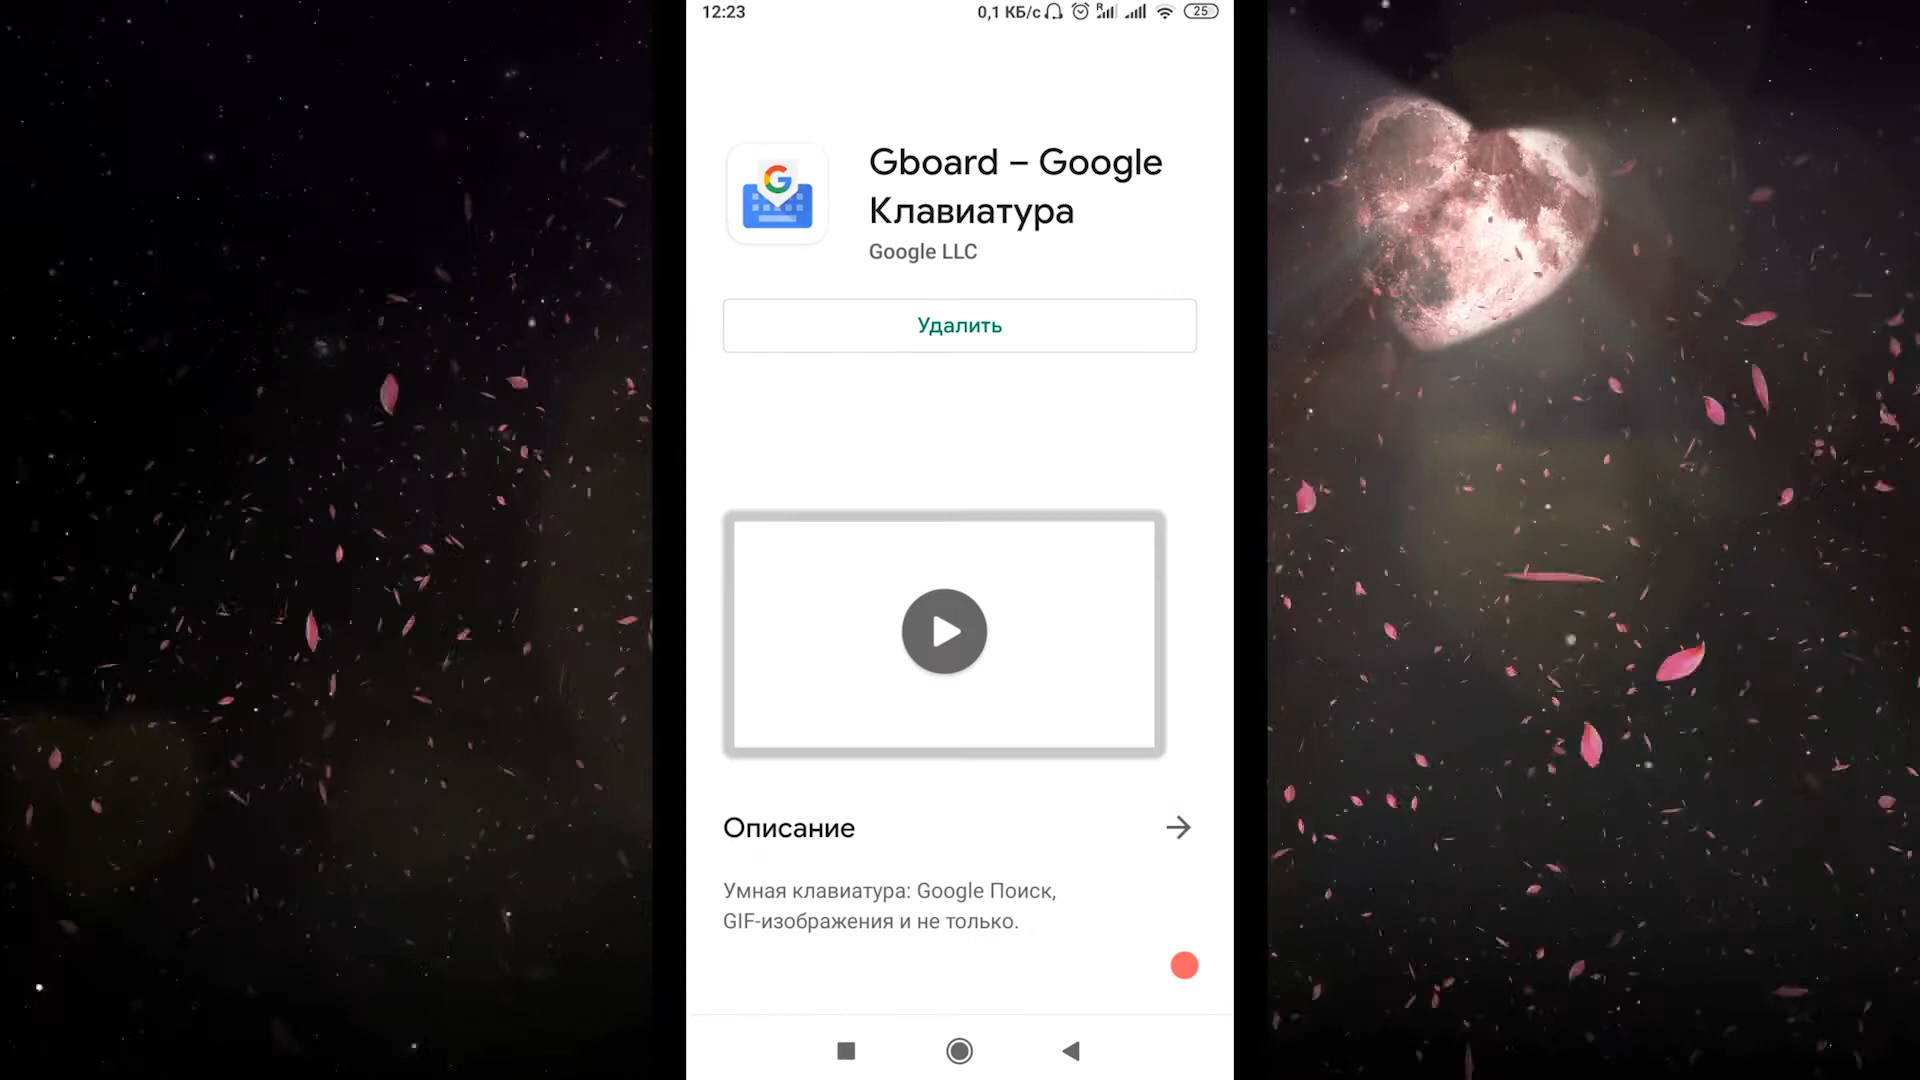 12:23
0,1 КБ/с
R
25
Gboard – Google
Клавиатура
Google LLC
Удалить
Описание
Умная клавиатура: Google Поиск,
GIF-изображения и не только.